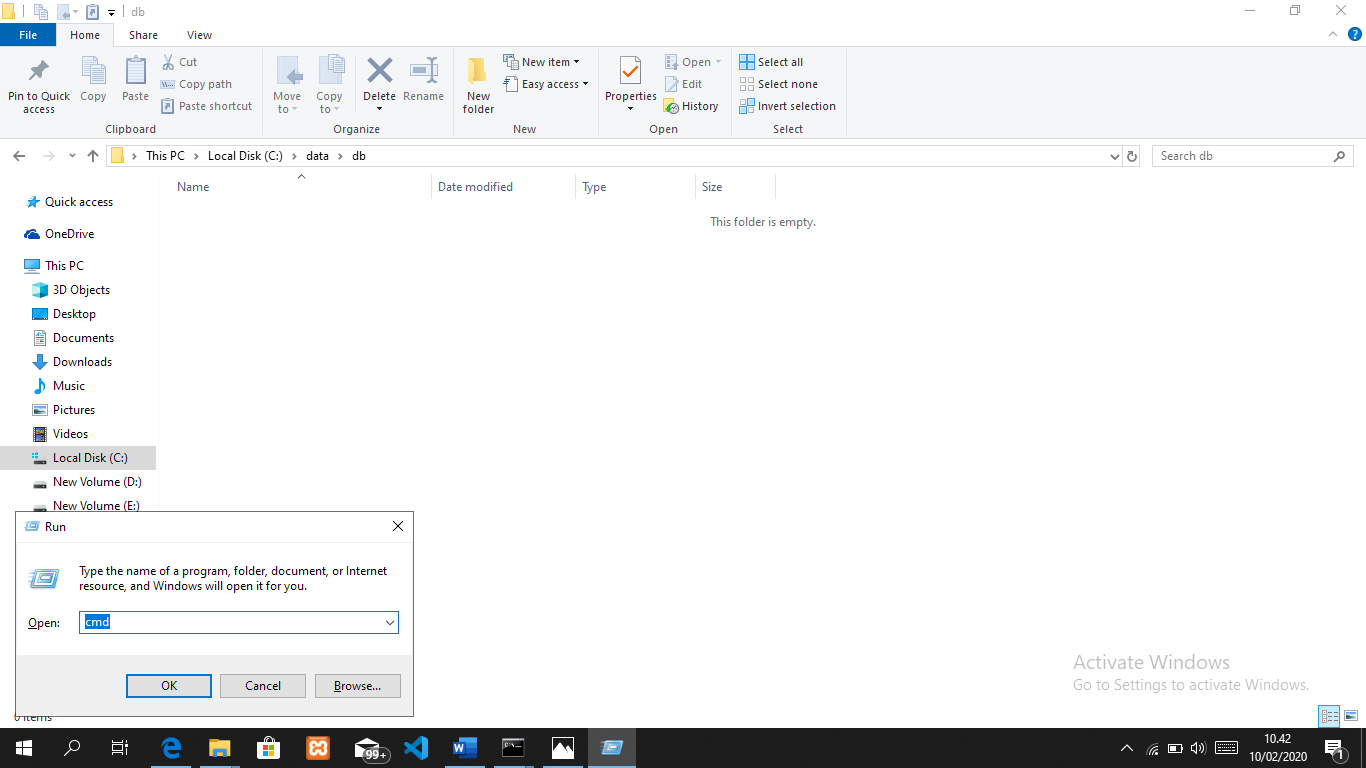 db
File Home Share View
Pin to Quick access
Copy
Paste
Cut
Copy path
Paste shortcut
Clipboard
Move to
Copy to
Delete
Rename
Organize
New folder
New item
Easy access
New
Properties
Open
Edit
History
Open
Select all
Select none
Invert selection
Select
This PC > Local Disk (C:) > data > db
Search db
Name Date modified Type Size
This folder is empty.
Quick access
OneDrive
This PC
3D Objects
Desktop
Documents
Downloads
Music
Pictures
Videos
Local Disk (C:)
New Volume (D:)
New Volume (E:)
Run
Type the name of a program, folder, document, or Internet
resource, and Windows will open it for you.
Open: cmd
OK Cancel Browse...
0 items
Activate Windows
Go to Settings to activate Windows.
99+
10.42
10/02/2020
1